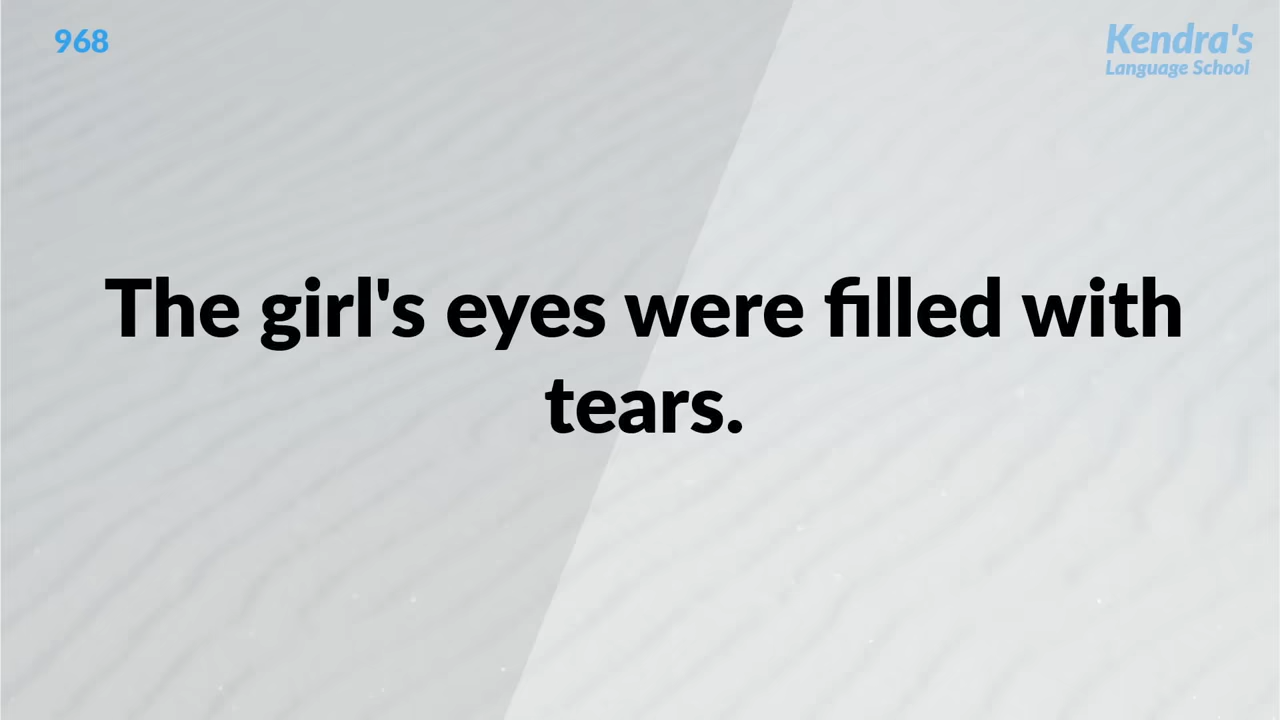 968
Kendra's
Language School
The girl's eyes were filled with
tears.